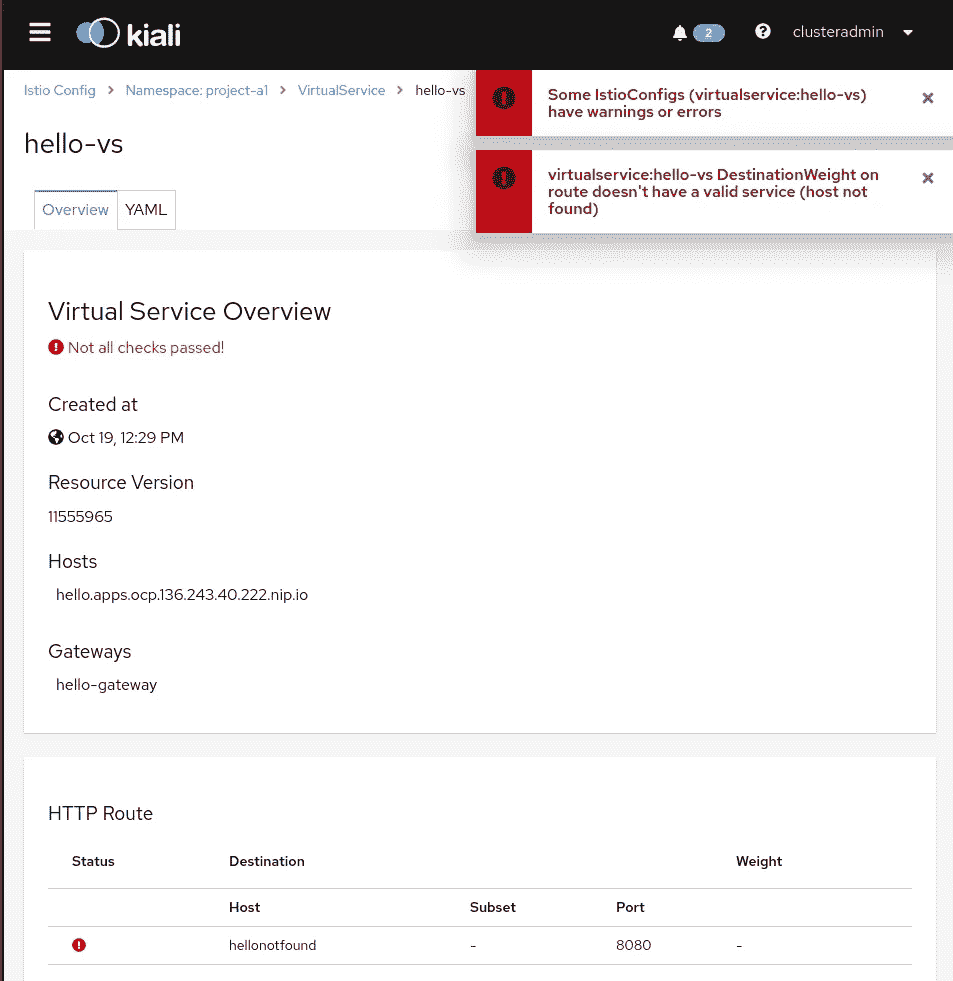 kiali
2
clusteradmin
Istio Config > Namespace: project-a1 > VirtualService > hello-vs
Some IstioConfigs (virtualservice:hello-vs)
have warnings or errors
hello-vs
virtualservice:hello-vs DestinationWeight on
route doesn't have a valid service (host not
found)
Overview YAML
Virtual Service Overview
Not all checks passed!
Created at
Oct 19, 12:29 PM
Resource Version
11555965
Hosts
hello.apps.ocp.136.243.40.222.nip.io
Gateways
hello-gateway
HTTP Route
Status Destination Weight
Host Subset Port
hellonotfound - 8080 -